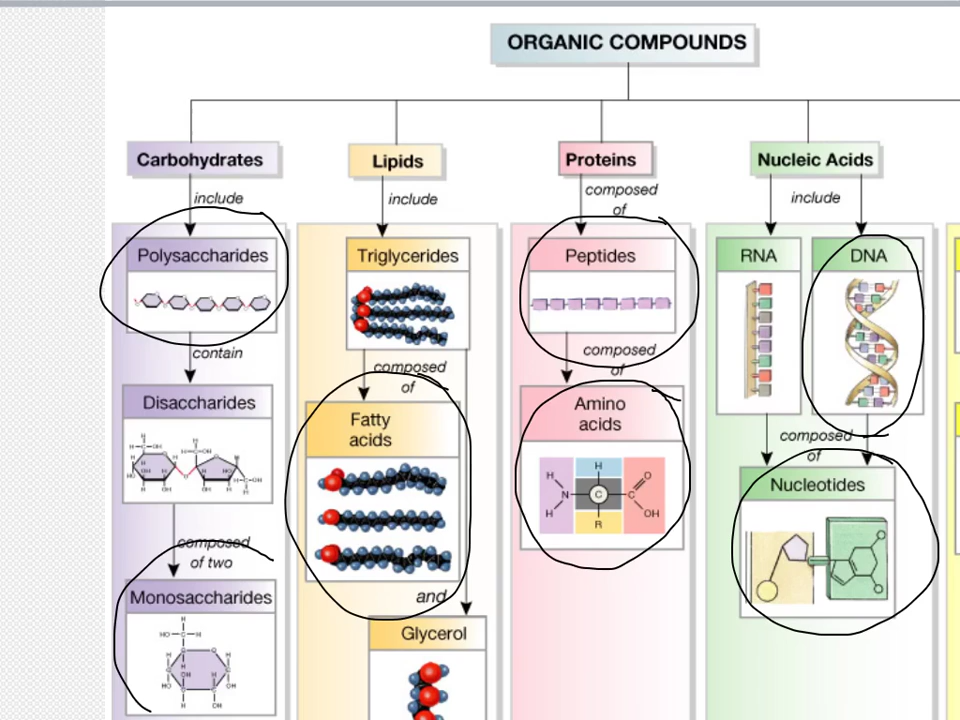 ORGANIC COMPOUNDS
Carbohydrates
Lipids
Proteins
Nucleic Acids
include
include
composed
of
include
Polysaccharides
Triglycerides
Peptides
RNA
DNA
contain
composed
of
composed
of
Disaccharides
Fatty
acids
Amino
acids
composed
of
Nucleotides
H
H
N
H
C
R
C
O
OH
composed
of two
and
Monosaccharides
Glycerol